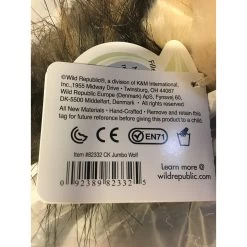 ©Wild Republic®, a division of K&M International,
Inc., 1955 Midway Drive • Twinsburg, OH 44087
Wild Republic Europe (Denmark) ApS, Fynsvej 60,
DK-5500 Middelfart, Denmark • All Rights Reserved
All New Materials • Hand-Crafted • Remove and retain this
tag for future reference before giving this product to a child.
CE EN71
Item #82332 CK Jumbo Wolf
0 92389 82332 5
Learn more @
wildrepublic.com